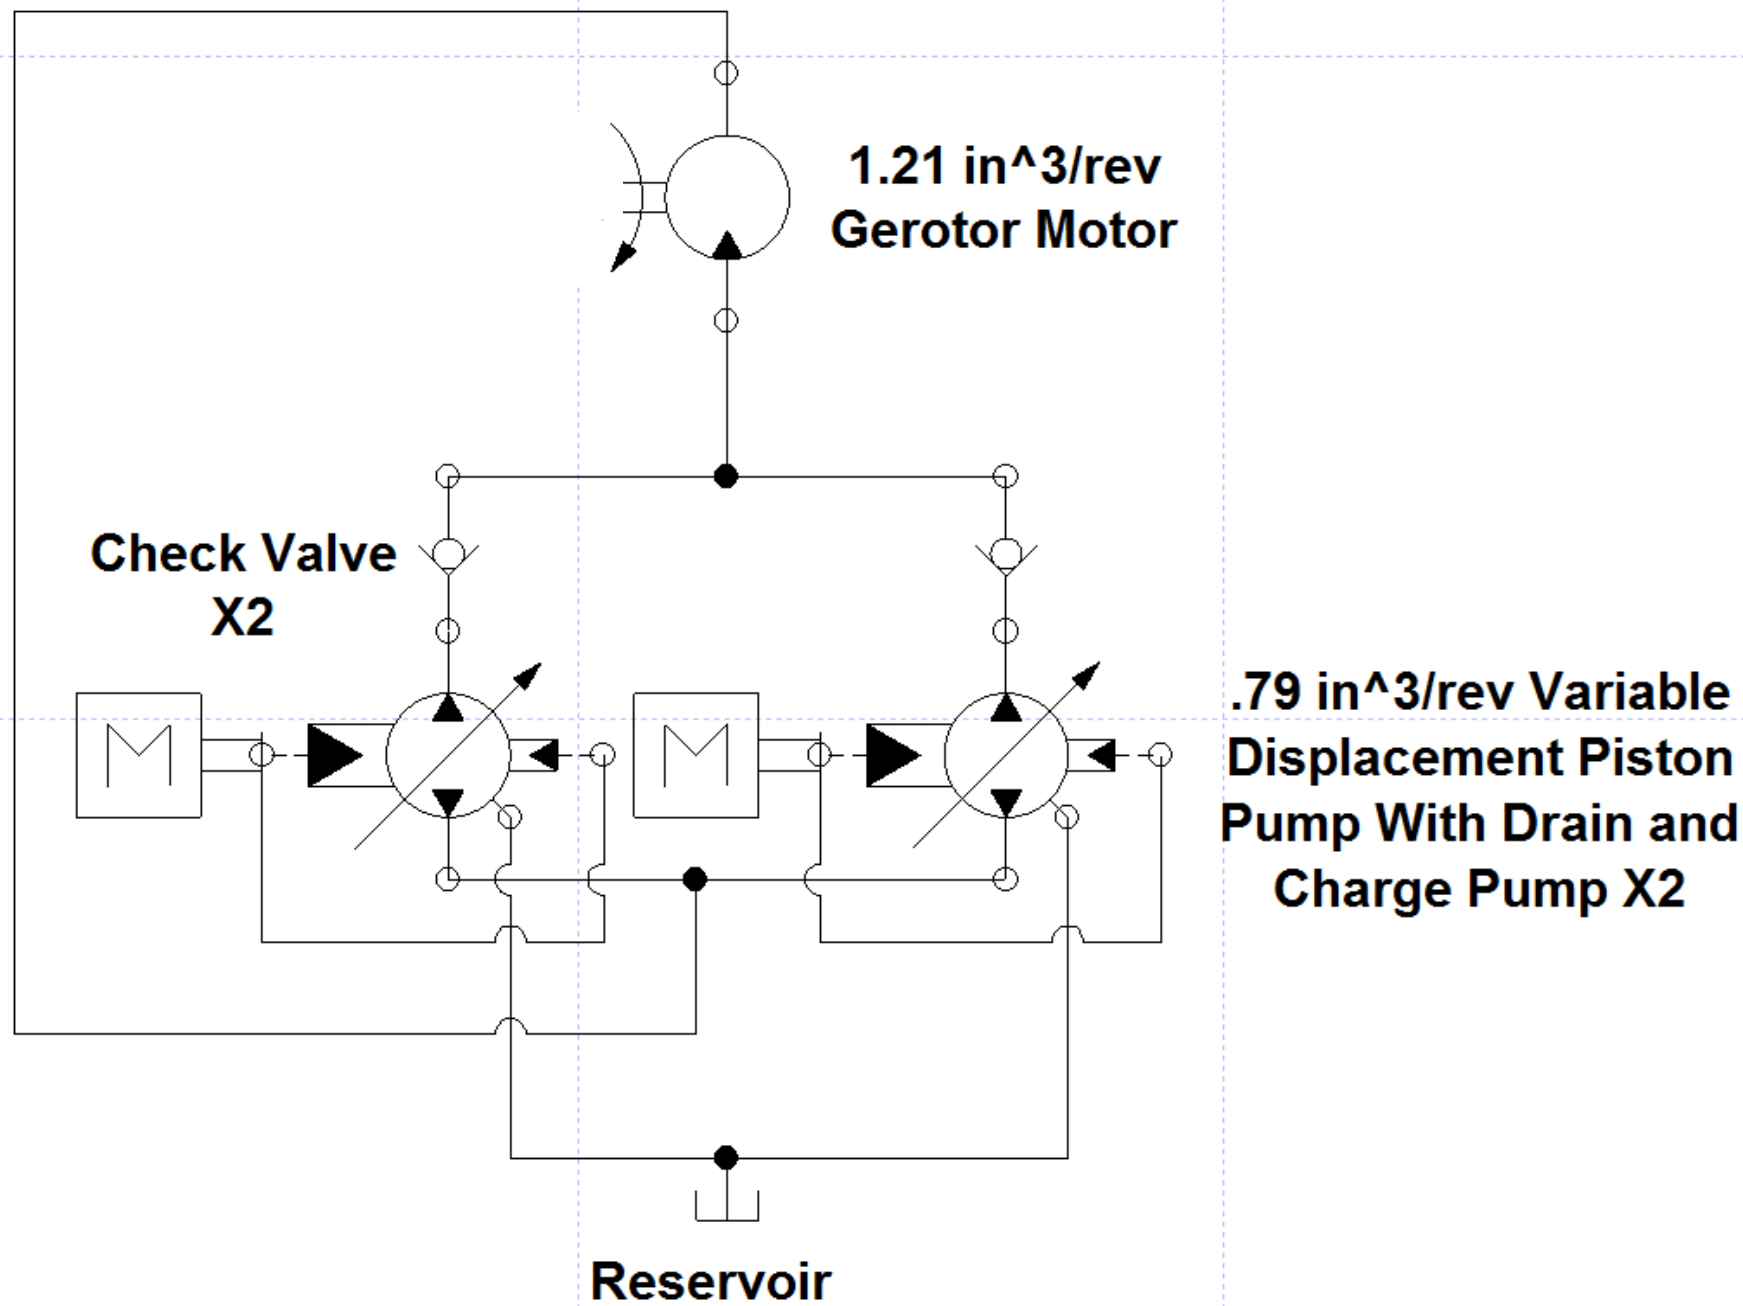 1.21 in^3/rev
Gerotor Motor
Check Valve
X2
M
M
.79 in^3/rev Variable
Displacement Piston
Pump With Drain and
Charge Pump X2
Reservoir